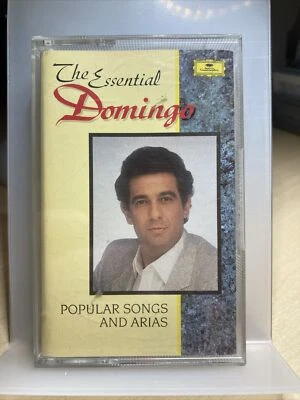 The Essential
Domingo
POPULAR SONGS
AND ARIAS